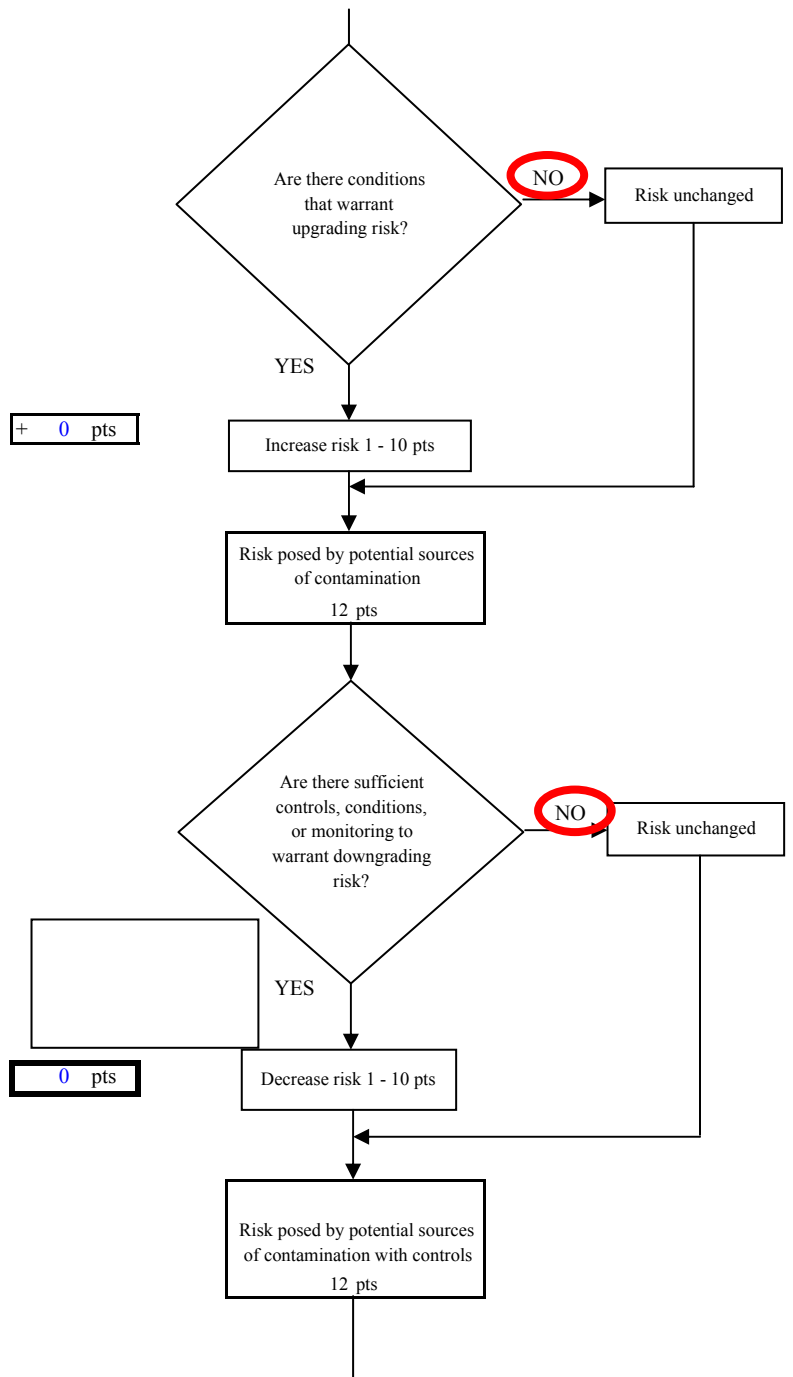 Are there conditions
that warrant
upgrading risk?
NO
Risk unchanged
YES
+ 0 pts
Increase risk 1 - 10 pts
Risk posed by potential sources
of contamination
12 pts
Are there sufficient
controls, conditions,
or monitoring to
warrant downgrading
risk?
NO
Risk unchanged
YES
0 pts
Decrease risk 1 - 10 pts
Risk posed by potential sources
of contamination with controls
12 pts